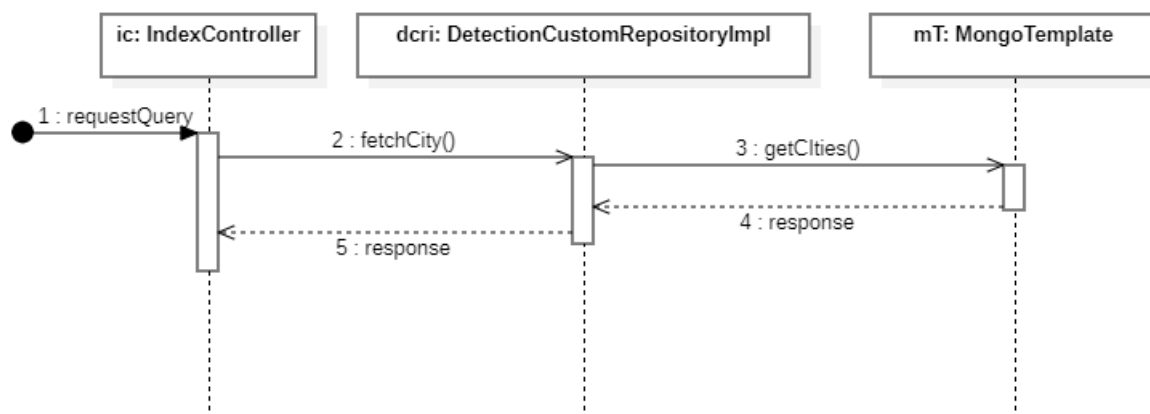 ic: IndexController
dcri: DetectionCustomRepositoryImpl
mT: MongoTemplate
1 : requestQuery
2 : fetchCity()
3 : getCIties()
4 : response
5 : response